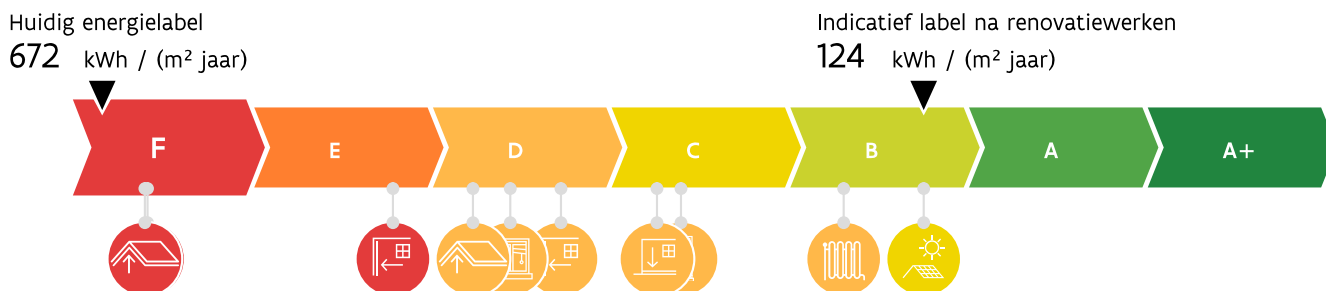 Huidig energielabel
672 kWh / (m² jaar)
Indicatief label na renovatiewerken
124 kWh / (m² jaar)
F E D C B A A+